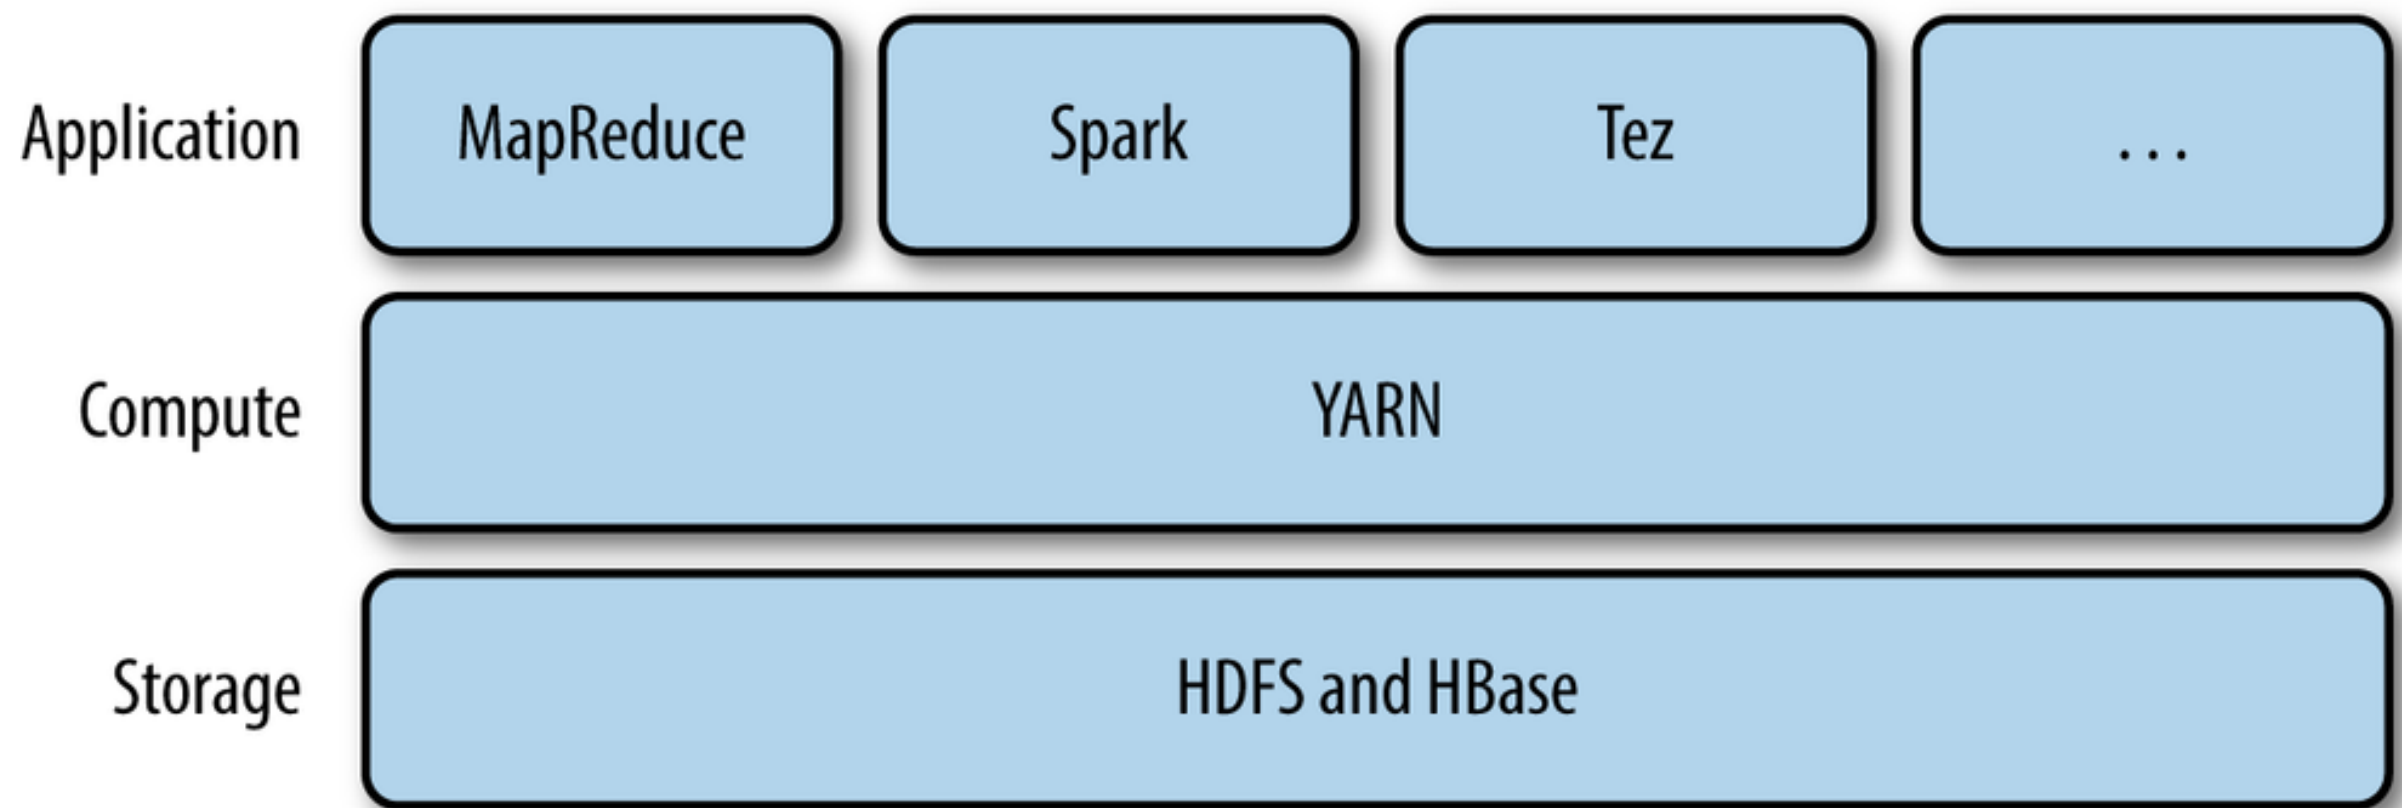 Application MapReduce Spark Tez ...
Compute YARN
Storage HDFS and HBase